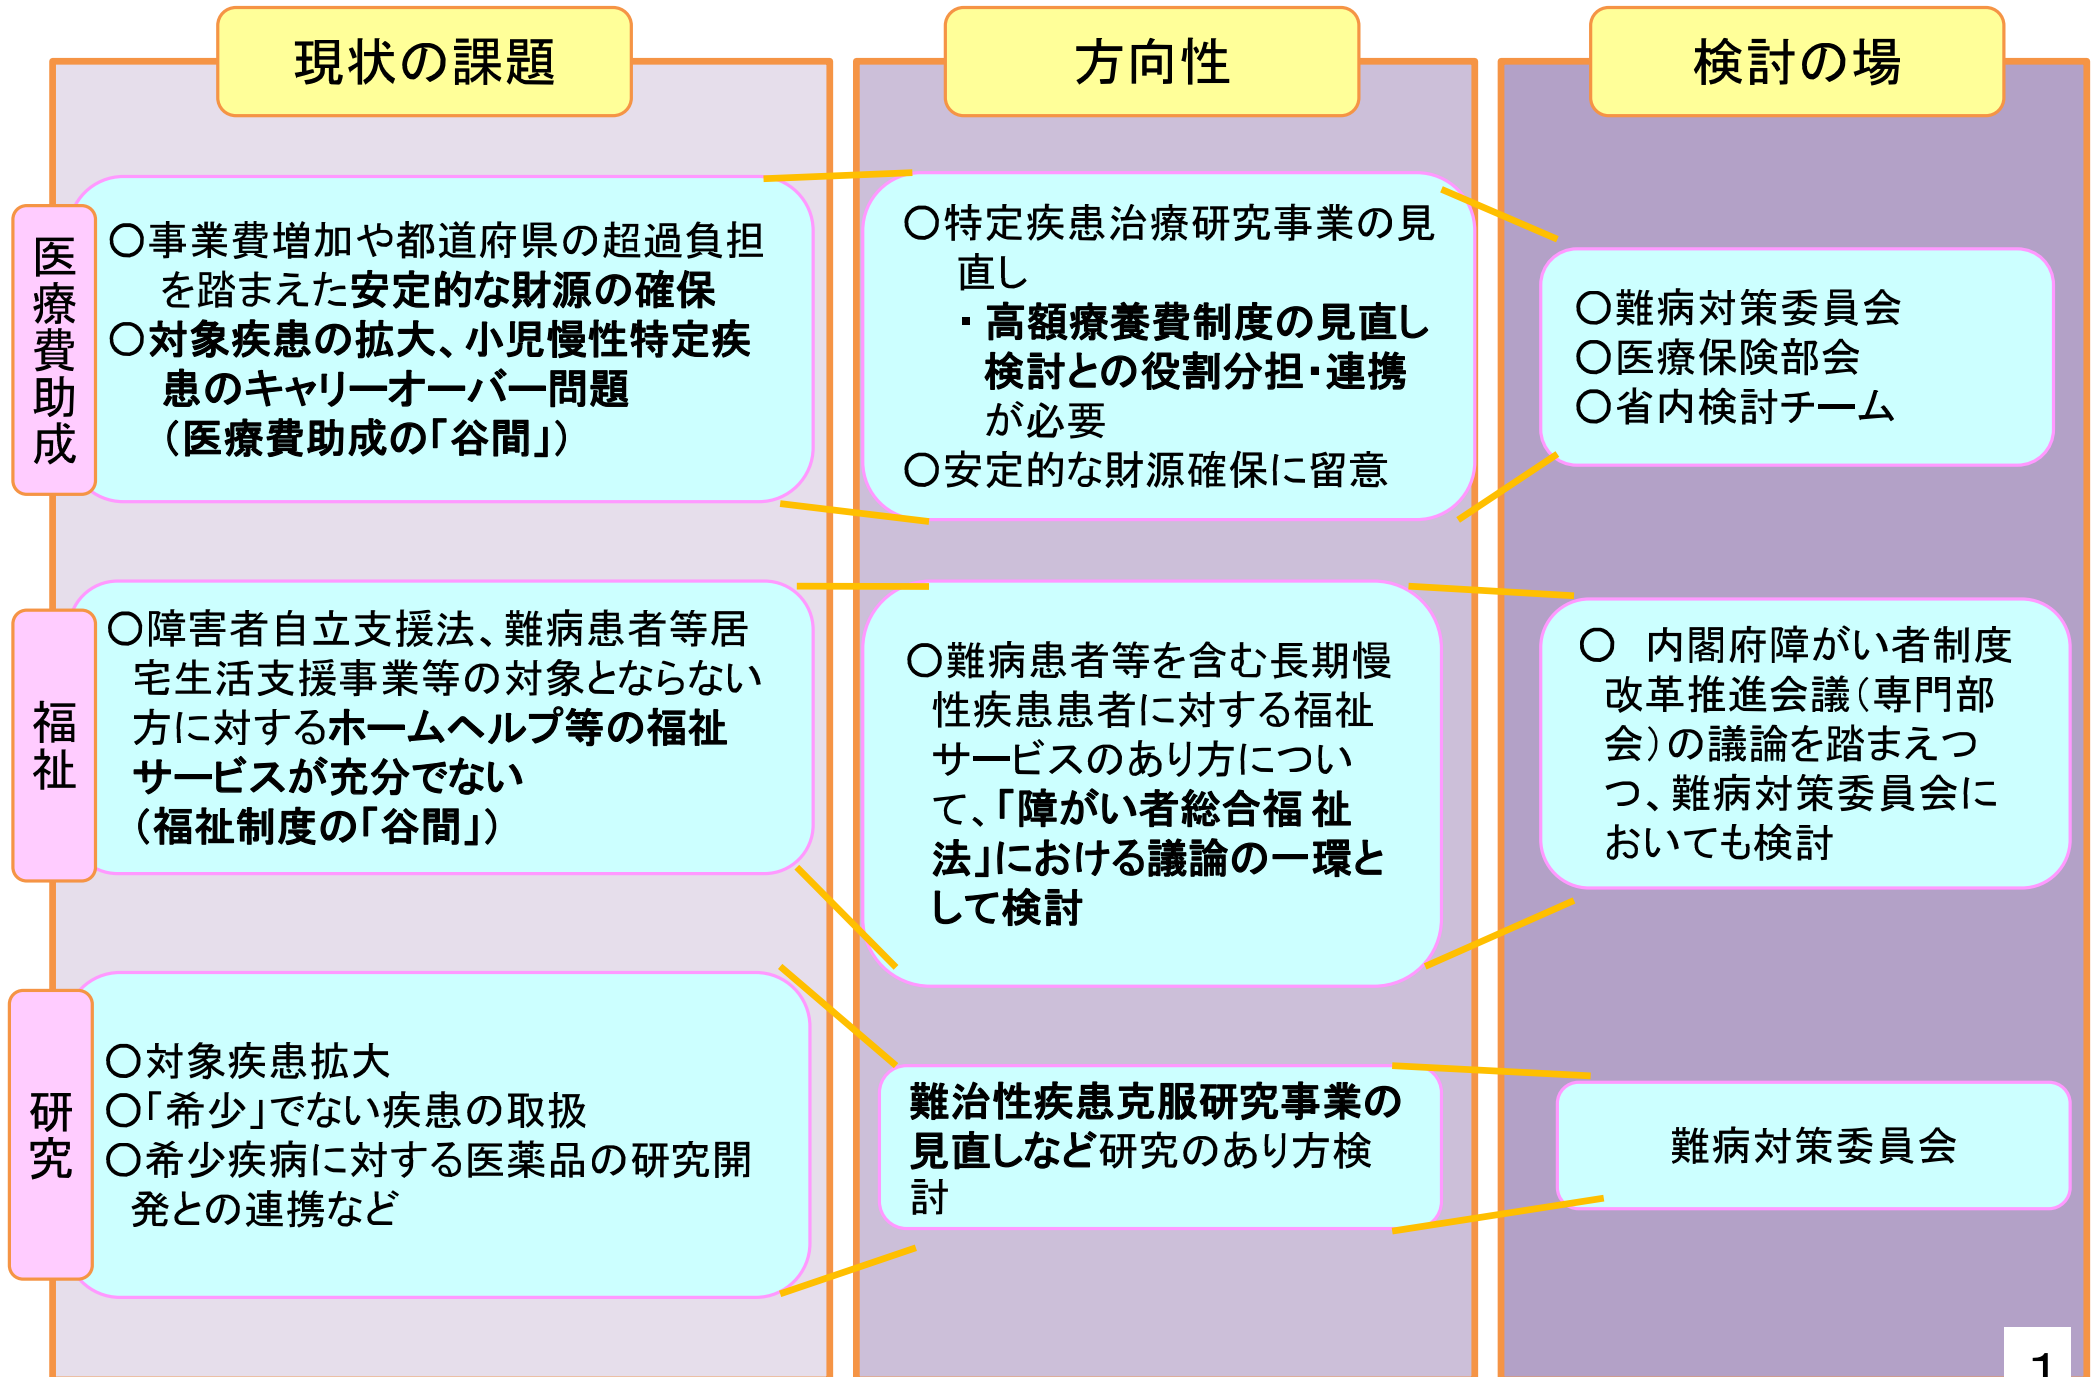 現状の課題
方向性
検討の場
医療費助成
○事業費増加や都道府県の超過負担
を踏まえた安定的な財源の確保
○対象疾患の拡大、小児慢性特定疾
患のキャリーオーバー問題
（医療費助成の「谷間」）
○特定疾患治療研究事業の見
直し
・高額療養費制度の見直し
検討との役割分担・連携
が必要
○安定的な財源確保に留意
○難病対策委員会
○医療保険部会
○省内検討チーム
福祉
○障害者自立支援法、難病患者等居
宅生活支援事業等の対象とならない
方に対するホームヘルプ等の福祉
サービスが充分でない
（福祉制度の「谷間」）
○難病患者等を含む長期慢
性疾患患者に対する福祉
サービスのあり方につい
て、「障がい者総合福 祉
法」における議論の一環と
して検討
○　内閣府障がい者制度
改革推進会議（専門部
会）の議論を踏まえつ
つ、難病対策委員会に
おいても検討
研究
○対象疾患拡大
○「希少」でない疾患の取扱
○希少疾病に対する医薬品の研究開
発との連携など
難治性疾患克服研究事業の
見直しなど研究のあり方検
討
難病対策委員会
1